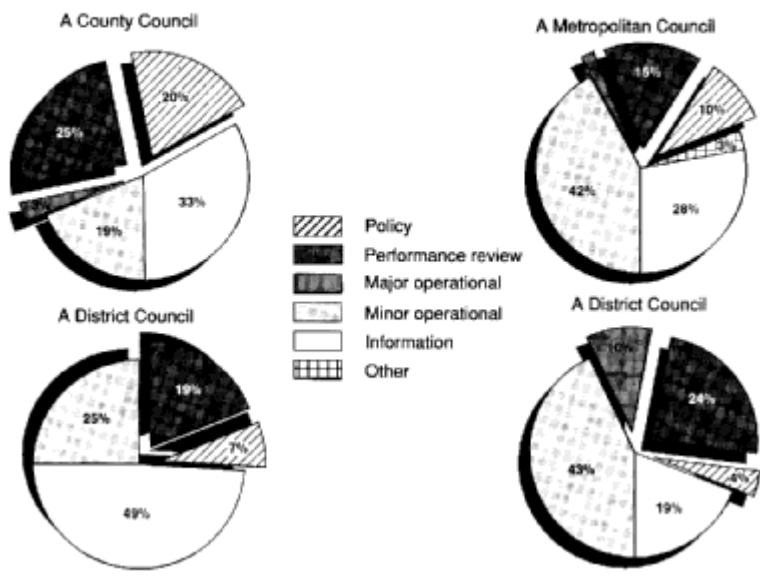 A County Council
20%
25%
33%
3%
19%
A Metropolitan Council
15%
10%
3%
42%
28%
Policy
Performance review
Major operational
Minor operational
Information
Other
A District Council
19%
25%
7%
49%
A District Council
10%
24%
43%
4%
19%